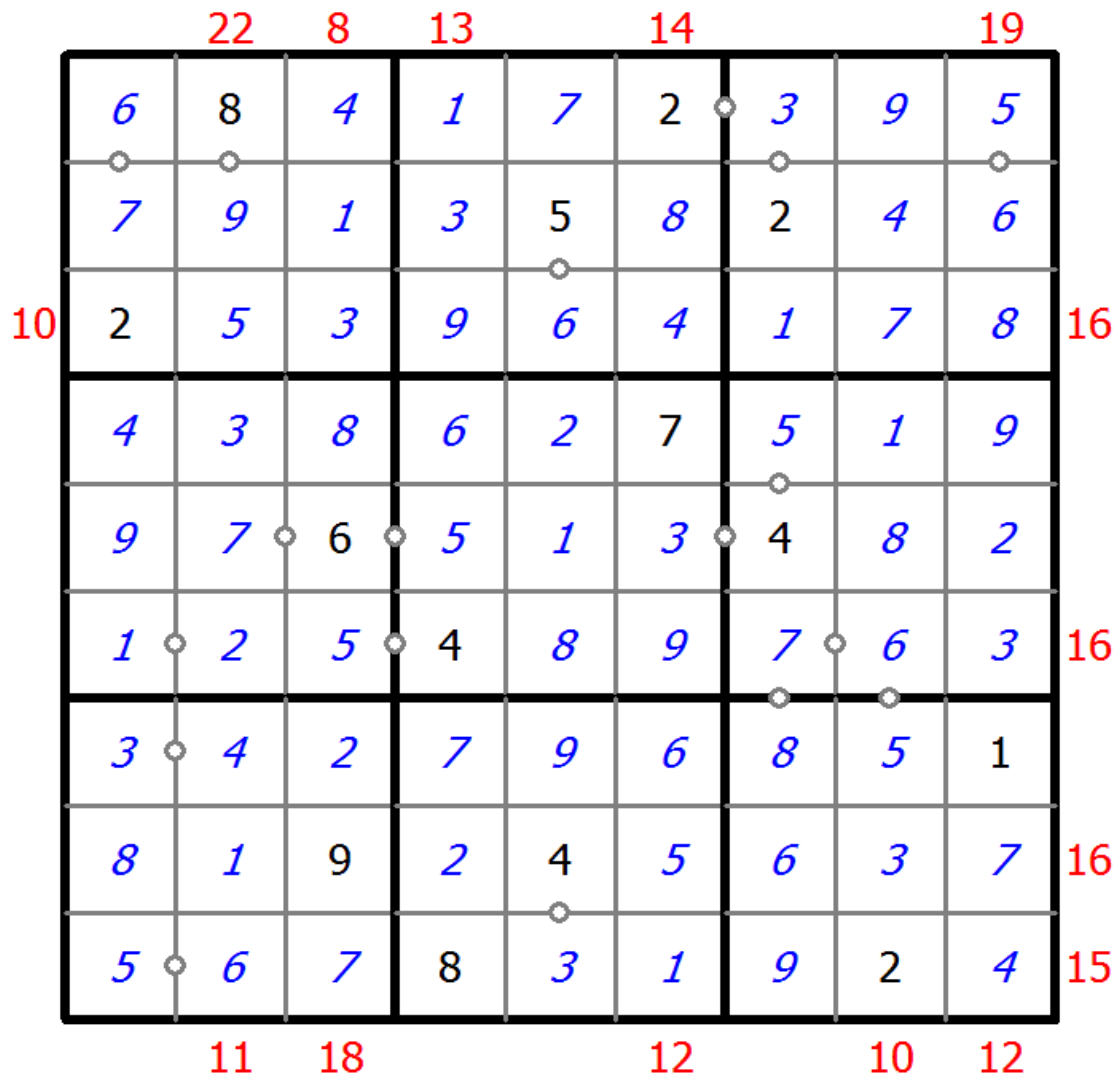 22 8 13 14 19
6 8 4 1 7 2 3 9 5
7 9 1 3 5 8 2 4 6
10 2 5 3 9 6 4 1 7 8 16
4 3 8 6 2 7 5 1 9
9 7 6 5 1 3 4 8 2
1 2 5 4 8 9 7 6 3 16
3 4 2 7 9 6 8 5 1
8 1 9 2 4 5 6 3 7 16
5 6 7 8 3 1 9 2 4 15
11 18 12 10 12